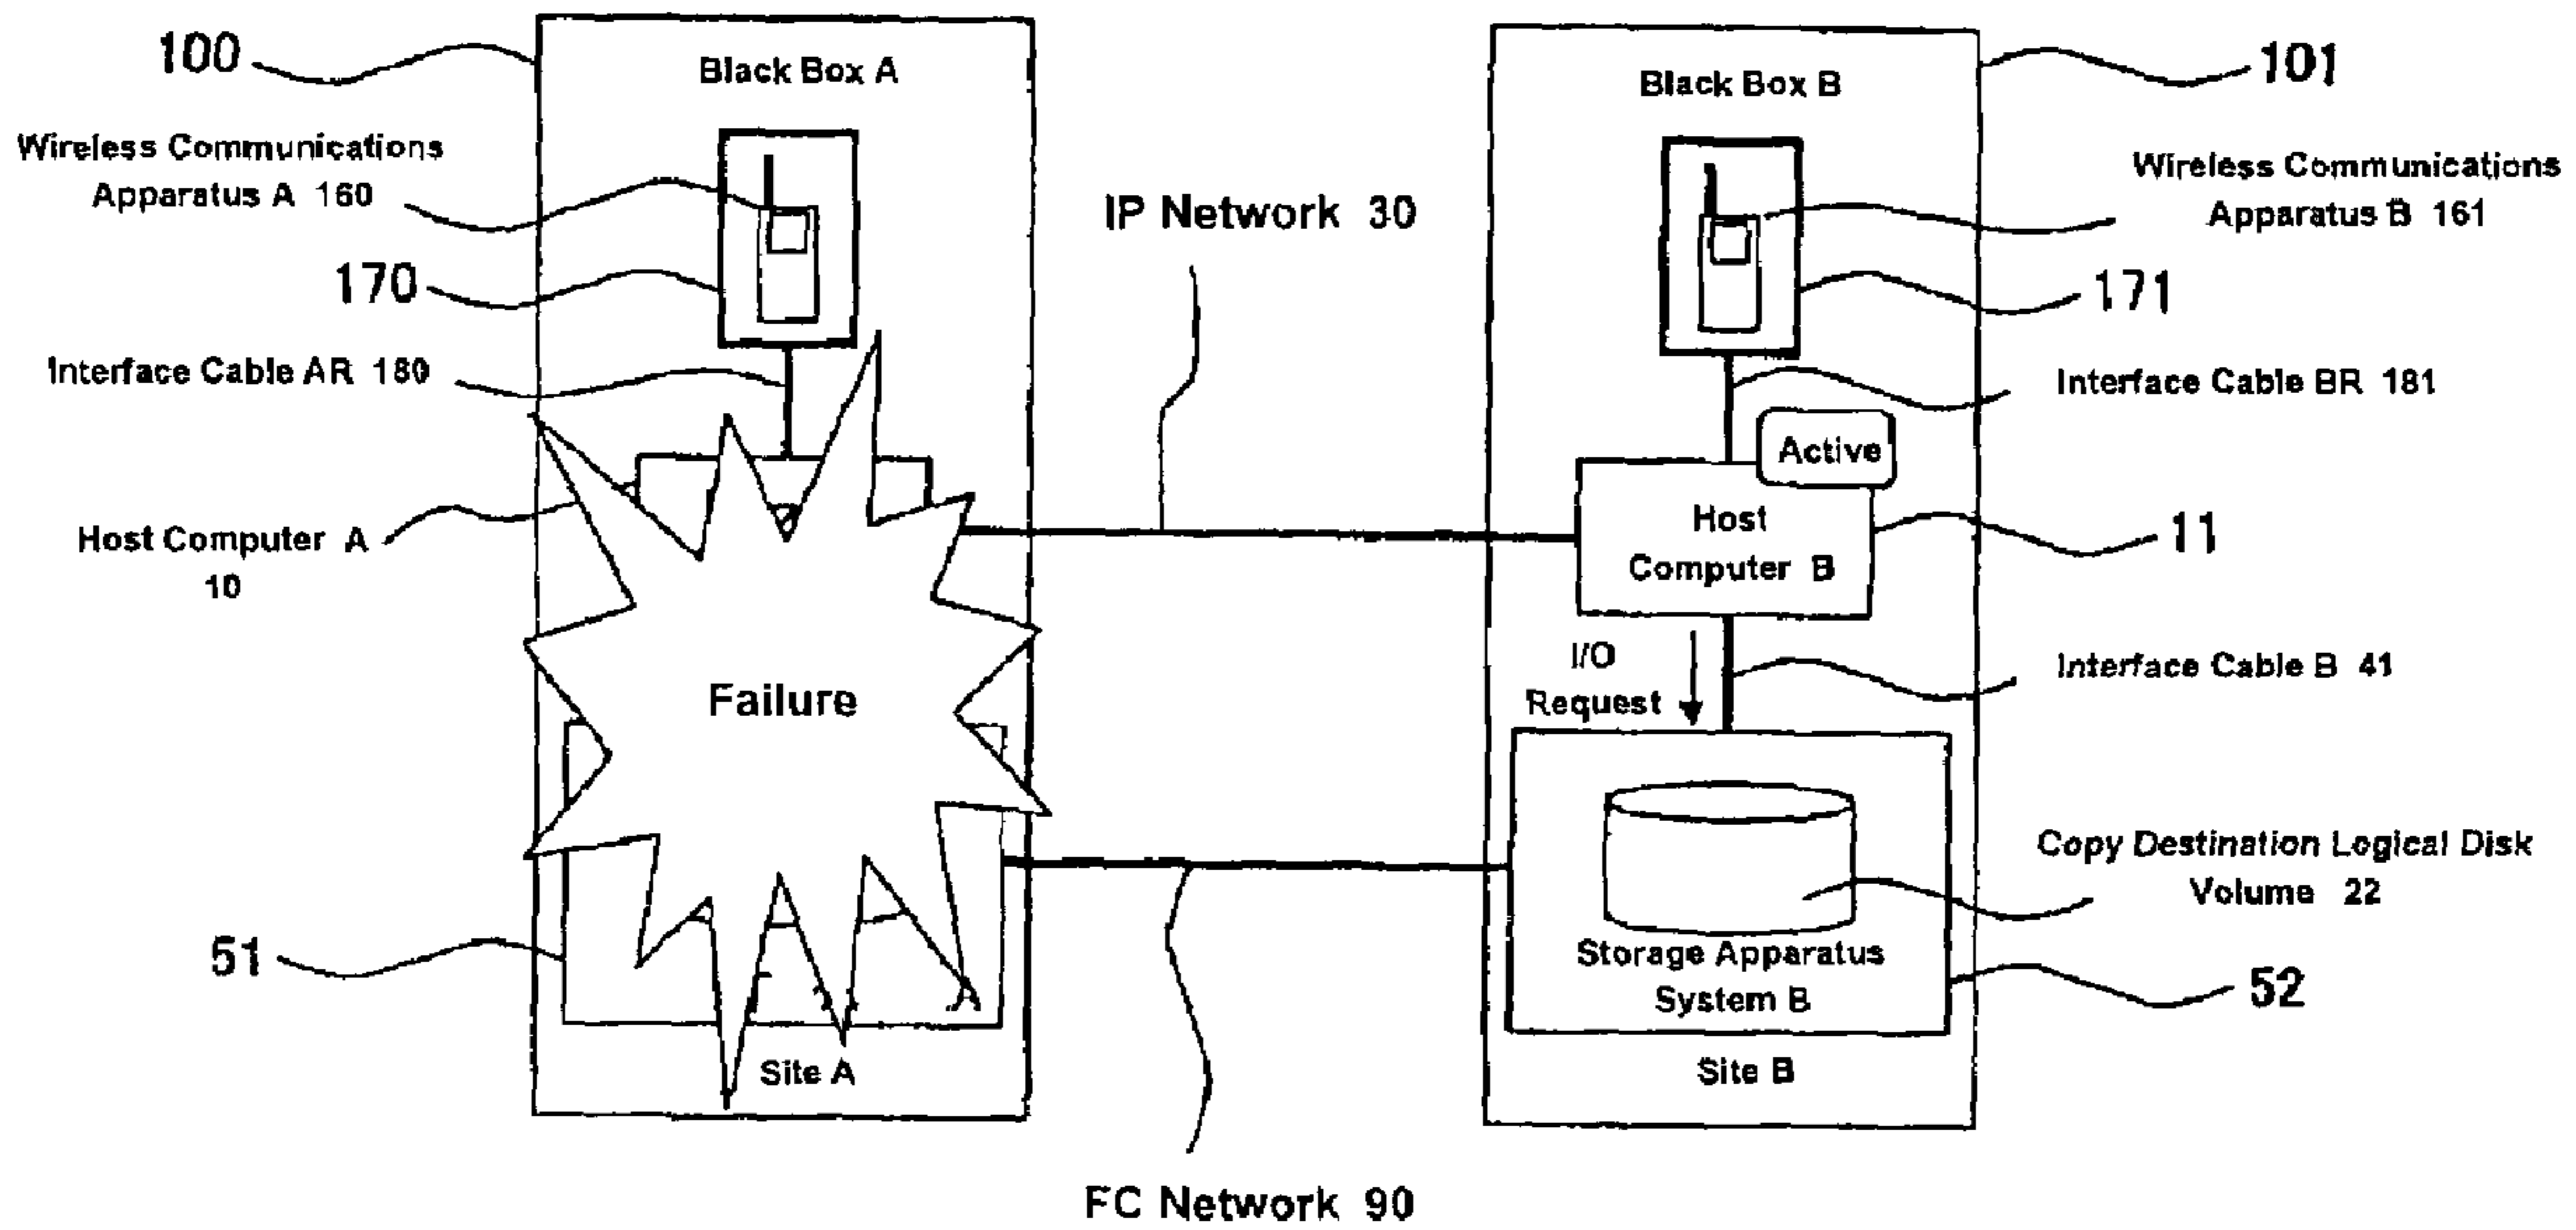 100
Black Box A
Wireless Communications
Apparatus A 160
170
Interface Cable AR 180
Host Computer A
10
Failure
51
Site A
IP Network 30
FC Network 90
Black Box B
101
Wireless Communications
Apparatus B 161
171
Interface Cable BR 181
Active
Host
Computer B
11
I/O
Request
Interface Cable B 41
Copy Destination Logical Disk
Volume 22
Storage Apparatus
System B
52
Site B